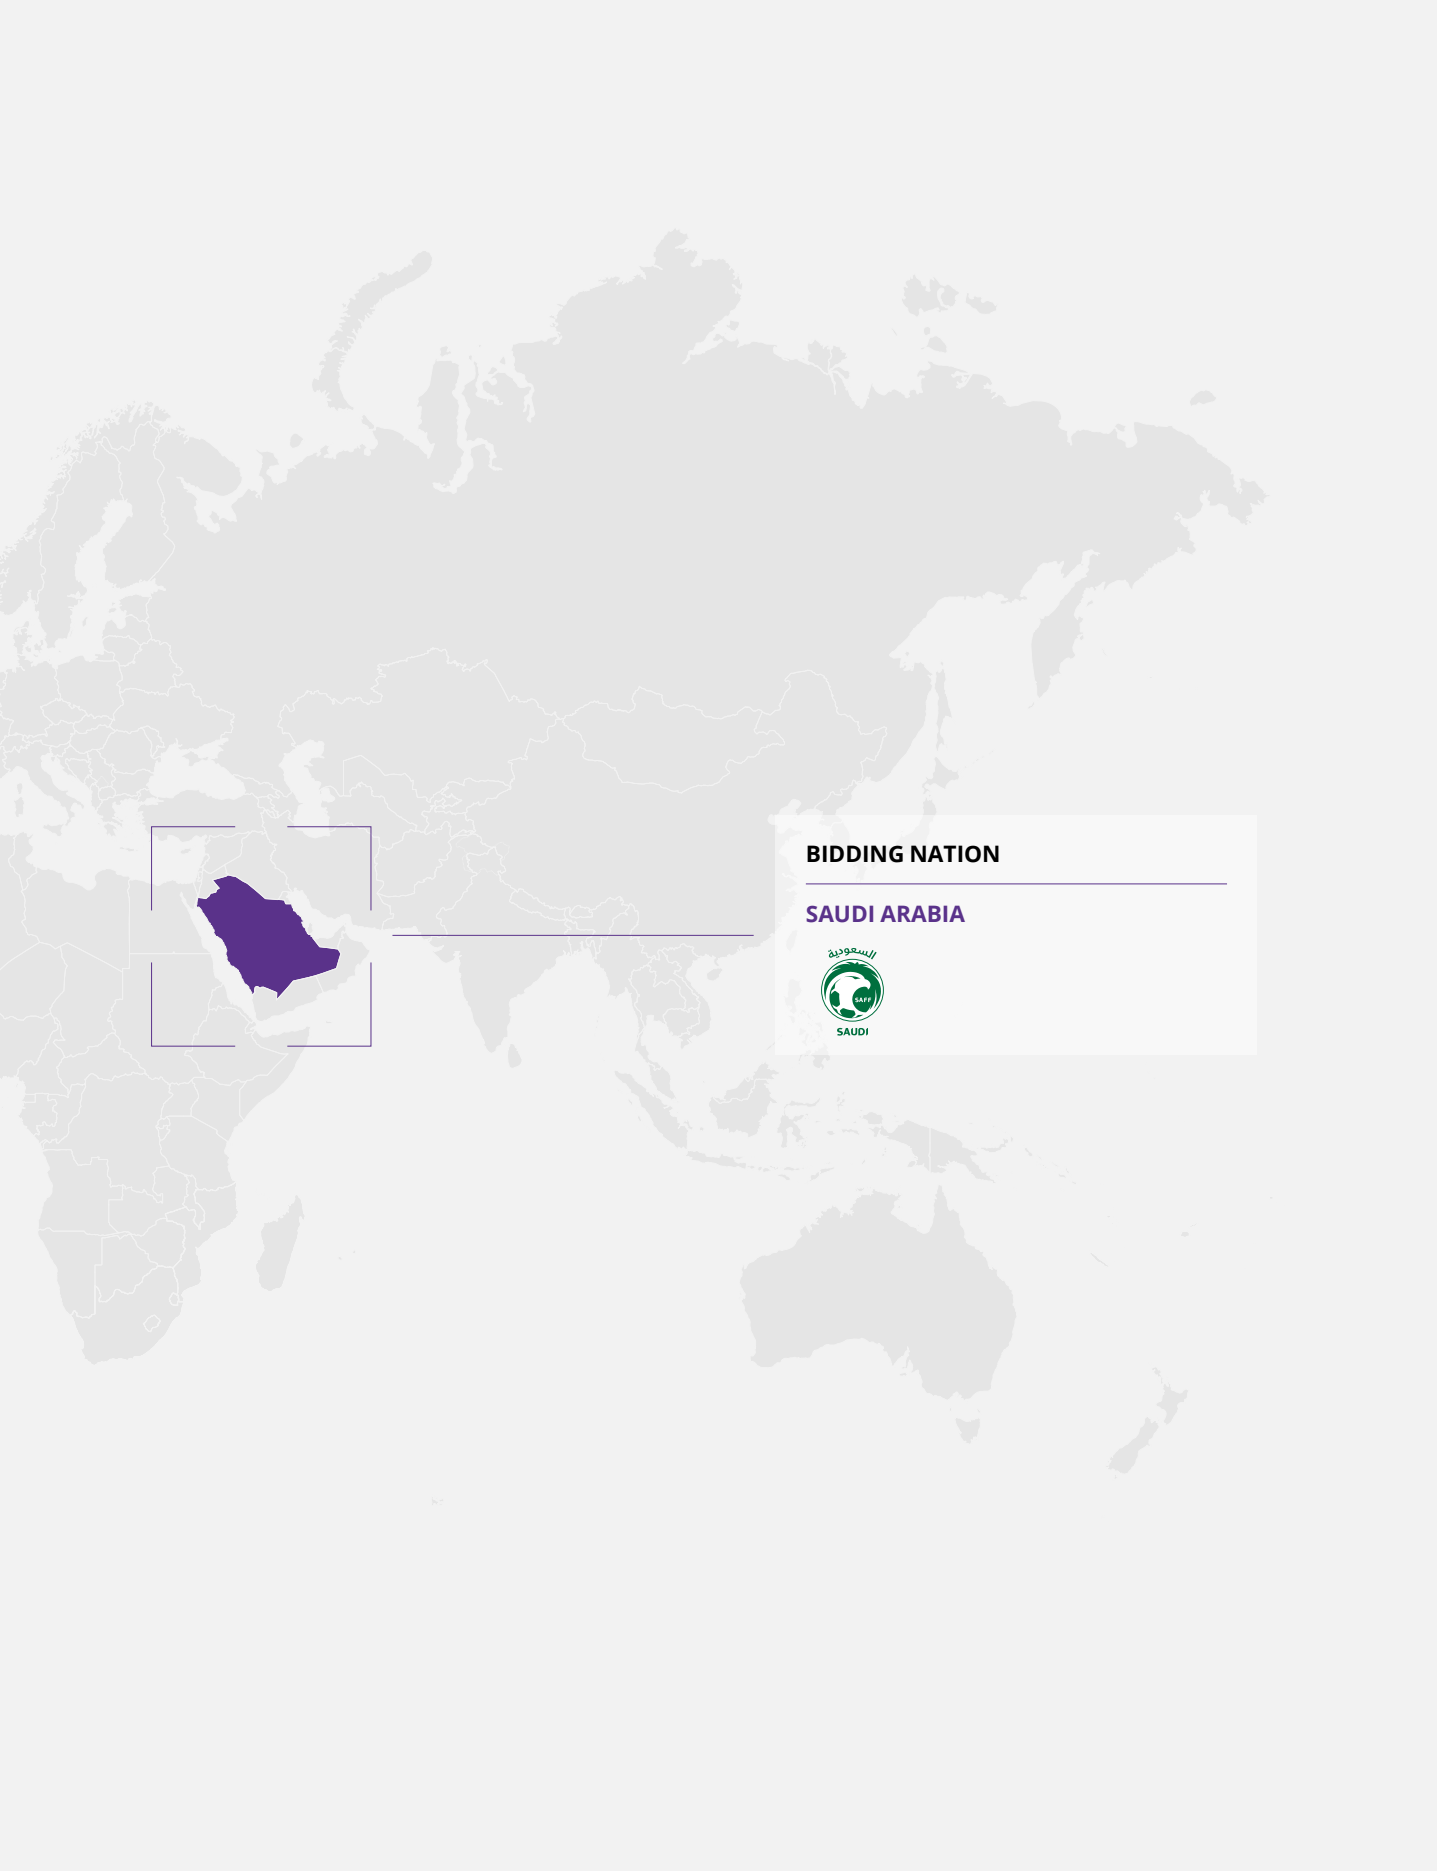 BIDDING NATION
SAUDI ARABIA
السعودية
SAFF
SAUDI